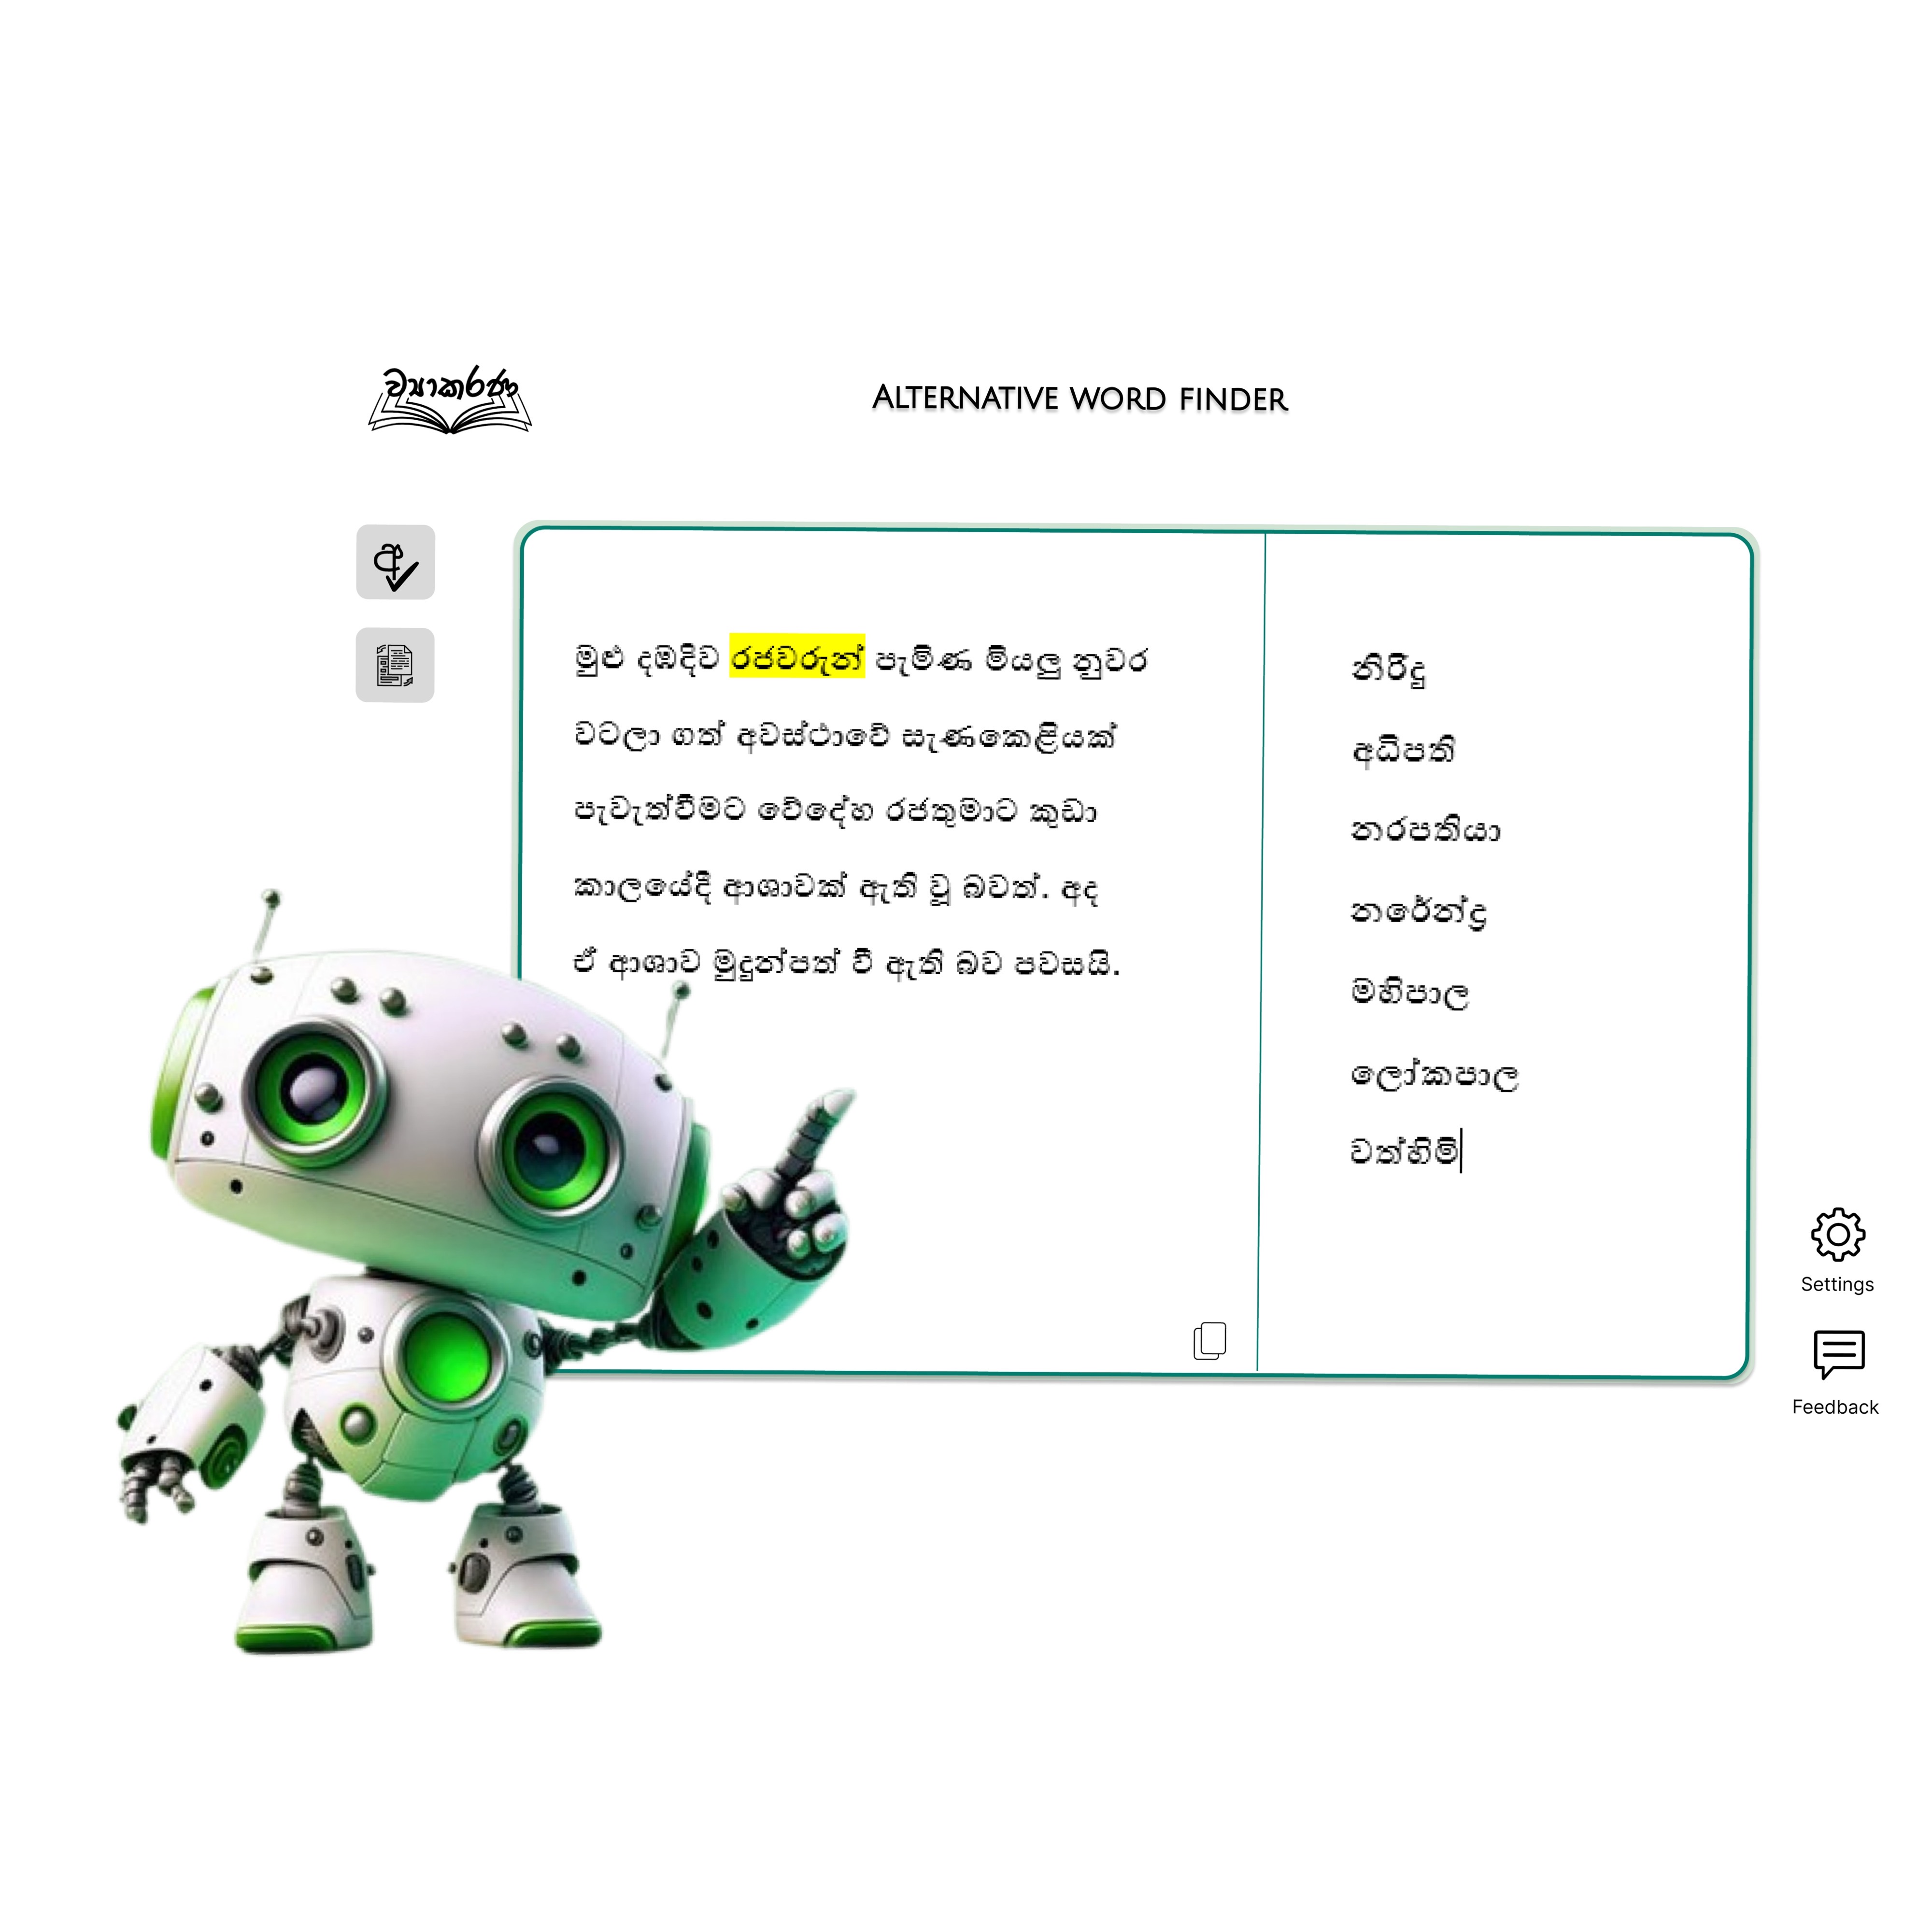 ව්‍යාකරණ
ALTERNATIVE WORD FINDER
අ
මුළු දඹදිව රජවරුන් පැමිණ මියලු නුවර
වටලා ගත් අවස්ථාවේ සැණකෙළියක්
පැවැත්වීමට වේදේහ රජතුමාට කුඩා
කාලයේදී ආශාවක් ඇති වූ බවත්. අද
ඒ ආශාව මුදුන්පත් වී ඇති බව පවසයි.
නිරිඳු
අධිපති
නරපතියා
නරේන්ද්‍ර
මහිපාල
ලෝකපාල
වත්හිමි
Settings
Feedback